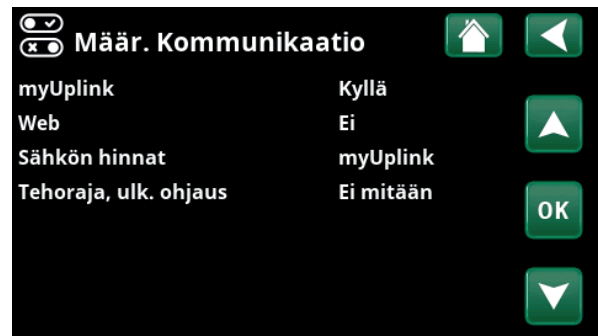 Määr. Kommunikaatio
myUplink Kyllä
Web Ei
Sähkön hinnat myUplink
Tehoraja, ulk. ohjaus Ei mitään
OK